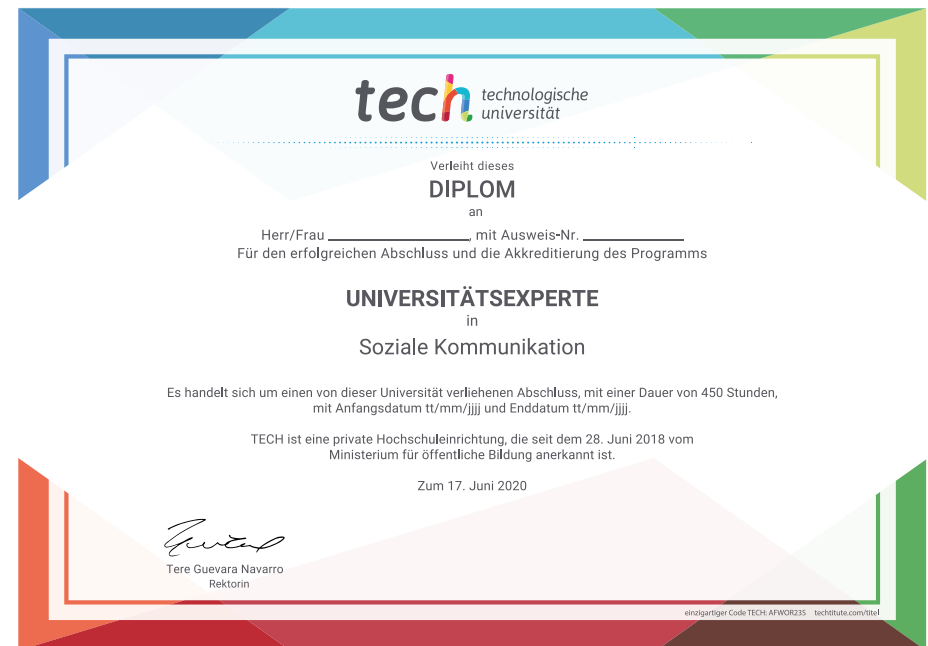 tech technologische
universität
Verleiht dieses
DIPLOM
an
Herr/Frau ____________, mit Ausweis-Nr. ____________
Für den erfolgreichen Abschluss und die Akkreditierung des Programms
UNIVERSITÄTSEXPERTE
in
Soziale Kommunikation
Es handelt sich um einen von dieser Universität verliehenen Abschluss, mit einer Dauer von 450 Stunden,
mit Anfangsdatum tt/mm/jjjj und Enddatum tt/mm/jjjj.
TECH ist eine private Hochschuleinrichtung, die seit dem 28. Juni 2018 vom
Ministerium für öffentliche Bildung anerkannt ist.
Zum 17. Juni 2020
Tere Guevara Navarro
Rektorin
einzigartiger Code TECH: AFWOR235 techtitute.com/titel